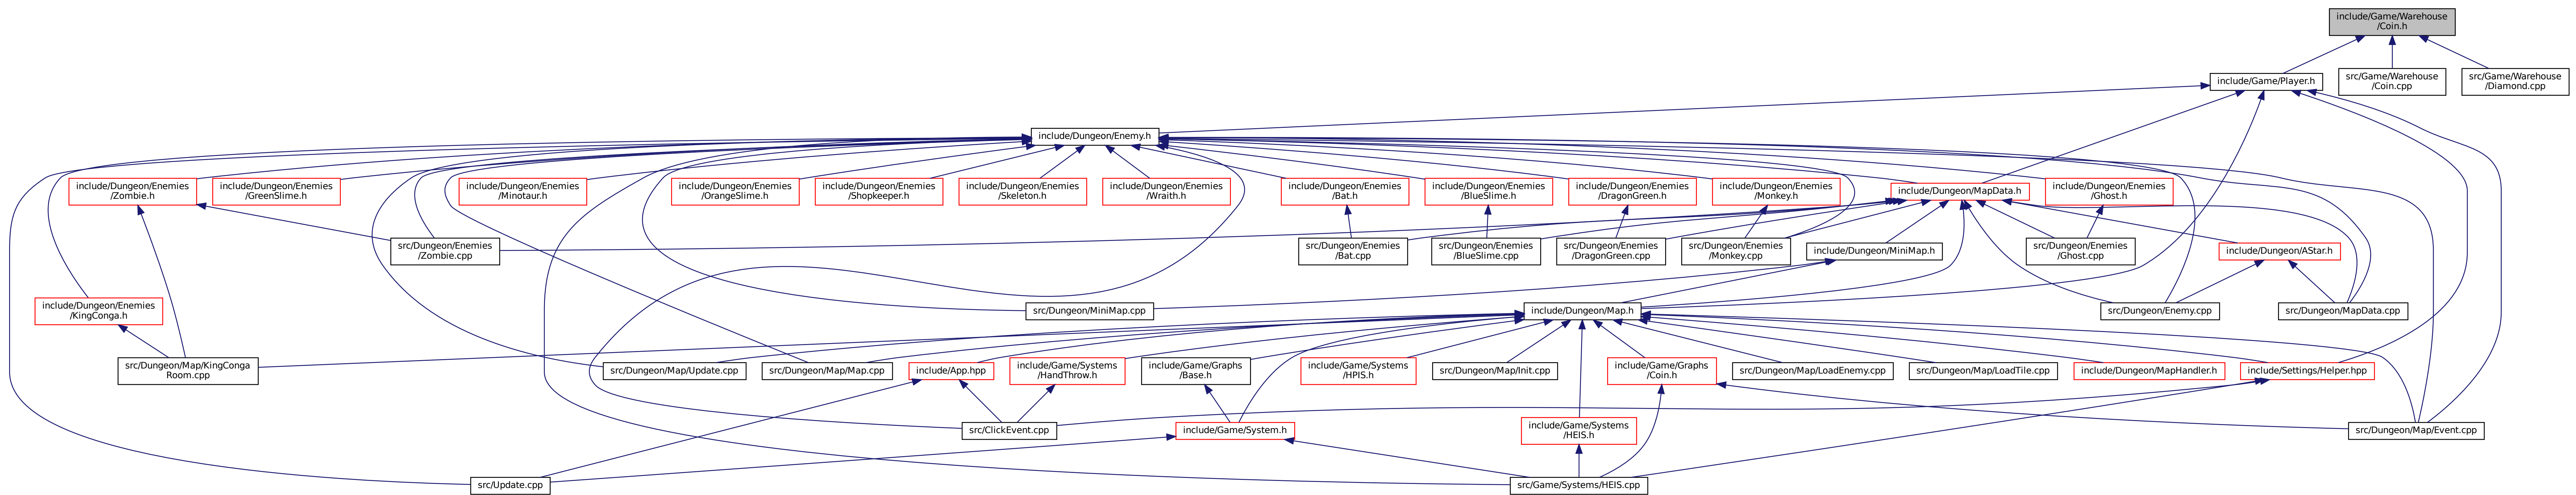 include/Game/Warehouse
/Coin.h
include/Game/Player.h
src/Game/Warehouse
/Coin.cpp
src/Game/Warehouse
/Diamond.cpp
include/Dungeon/Enemy.h
include/Dungeon/Enemies
/Zombie.h
include/Dungeon/Enemies
/GreenSlime.h
include/Dungeon/Enemies
/Minotaur.h
include/Dungeon/Enemies
/OrangeSlime.h
include/Dungeon/Enemies
/Shopkeeper.h
include/Dungeon/Enemies
/Skeleton.h
include/Dungeon/Enemies
/Wraith.h
include/Dungeon/Enemies
/Bat.h
include/Dungeon/Enemies
/BlueSlime.h
include/Dungeon/Enemies
/DragonGreen.h
include/Dungeon/Enemies
/Monkey.h
include/Dungeon/MapData.h
include/Dungeon/Enemies
/Ghost.h
src/Dungeon/Enemies
/Zombie.cpp
src/Dungeon/Enemies
/Bat.cpp
src/Dungeon/Enemies
/BlueSlime.cpp
src/Dungeon/Enemies
/DragonGreen.cpp
src/Dungeon/Enemies
/Monkey.cpp
include/Dungeon/MiniMap.h
src/Dungeon/Enemies
/Ghost.cpp
include/Dungeon/AStar.h
include/Dungeon/Enemies
/KingConga.h
src/Dungeon/MiniMap.cpp
include/Dungeon/Map.h
src/Dungeon/Enemy.cpp
src/Dungeon/MapData.cpp
src/Dungeon/Map/KingConga
Room.cpp
src/Dungeon/Map/Update.cpp
src/Dungeon/Map/Map.cpp
include/App.hpp
include/Game/Systems
/HandThrow.h
include/Game/Graphs
/Base.h
include/Game/Systems
/HPIS.h
src/Dungeon/Map/Init.cpp
include/Game/Graphs
/Coin.h
src/Dungeon/Map/LoadEnemy.cpp
src/Dungeon/Map/LoadTile.cpp
include/Dungeon/MapHandler.h
include/Settings/Helper.hpp
src/ClickEvent.cpp
include/Game/System.h
include/Game/Systems
/HEIS.h
src/Dungeon/Map/Event.cpp
src/Update.cpp
src/Game/Systems/HEIS.cpp